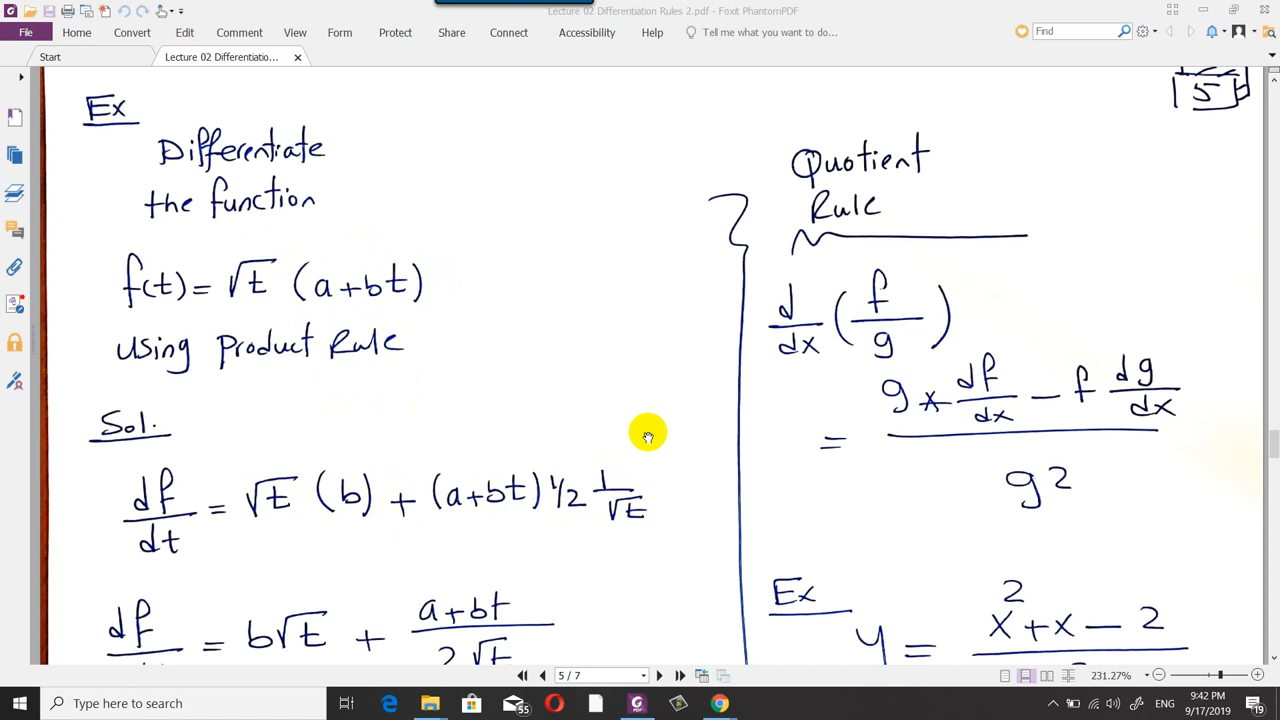 Lecture 02 Differentiation Rules 2.pdf - Foxit PhantomPDF
File Home Convert Edit Organize Comment View Form Protect Share Connect Accessibility Help Tell me what you want to do... Find
Start Lecture 02 Differentiatio...
Ex
Differentiate
the function
f(t) = √t (a+bt)
Using Product Rule
Sol.
df/dt = √t (b) + (a+bt) 1/2 1/√t
df = b√t + a+bt / 2√t
15
Quotient
Rule
d/dx (f/g)
= g * df/dx - f dg/dx / g²
Ex
y = x²+x-2
5 / 7
231.27%
Type here to search
55
ENG
9:42 PM
9/17/2019
19